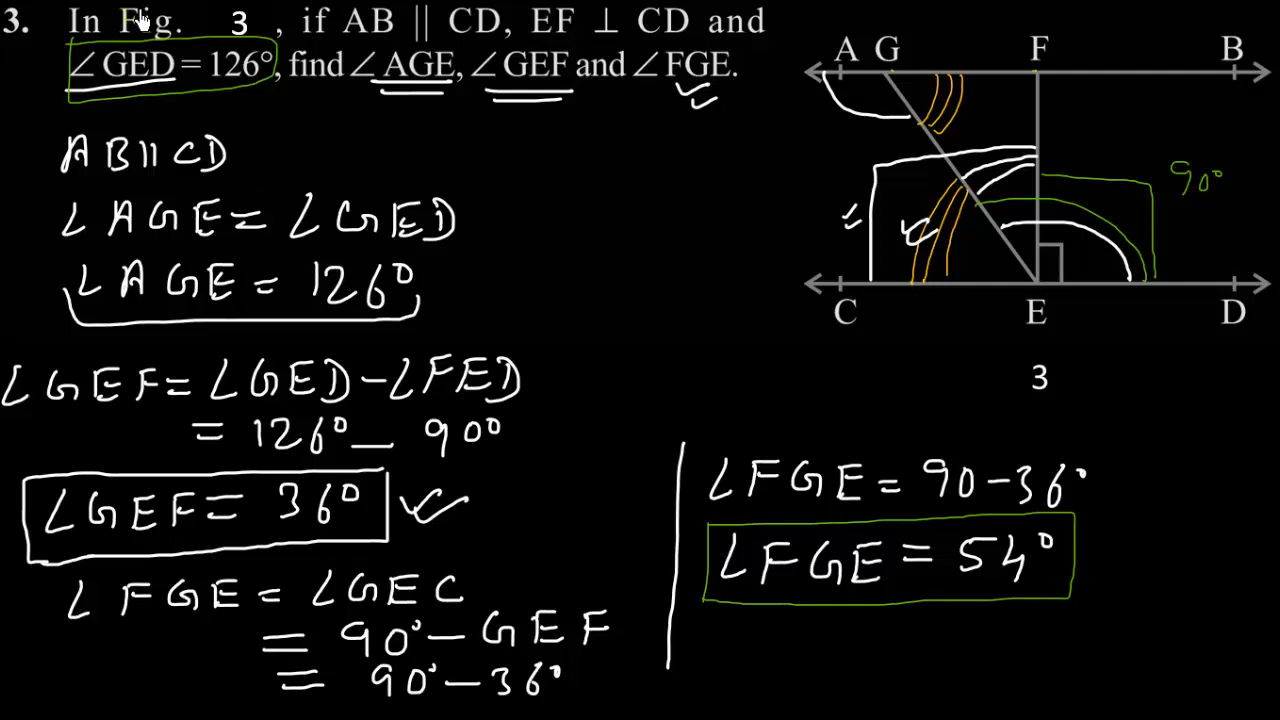 3. In Fig. 3 , if AB || CD, EF ⊥ CD and
∠GED = 126°, find ∠AGE, ∠GEF and ∠FGE.
AB || CD
∠AGE = ∠GED
∠AGE = 126°
∠GEF = ∠GED - ∠FED
= 126° - 90°
∠GEF = 36°
∠FGE = ∠GEC
= 90° - GEF
= 90° - 36°
∠FGE = 90 - 36°
∠FGE = 54°
A G F B
90°
C E D
3